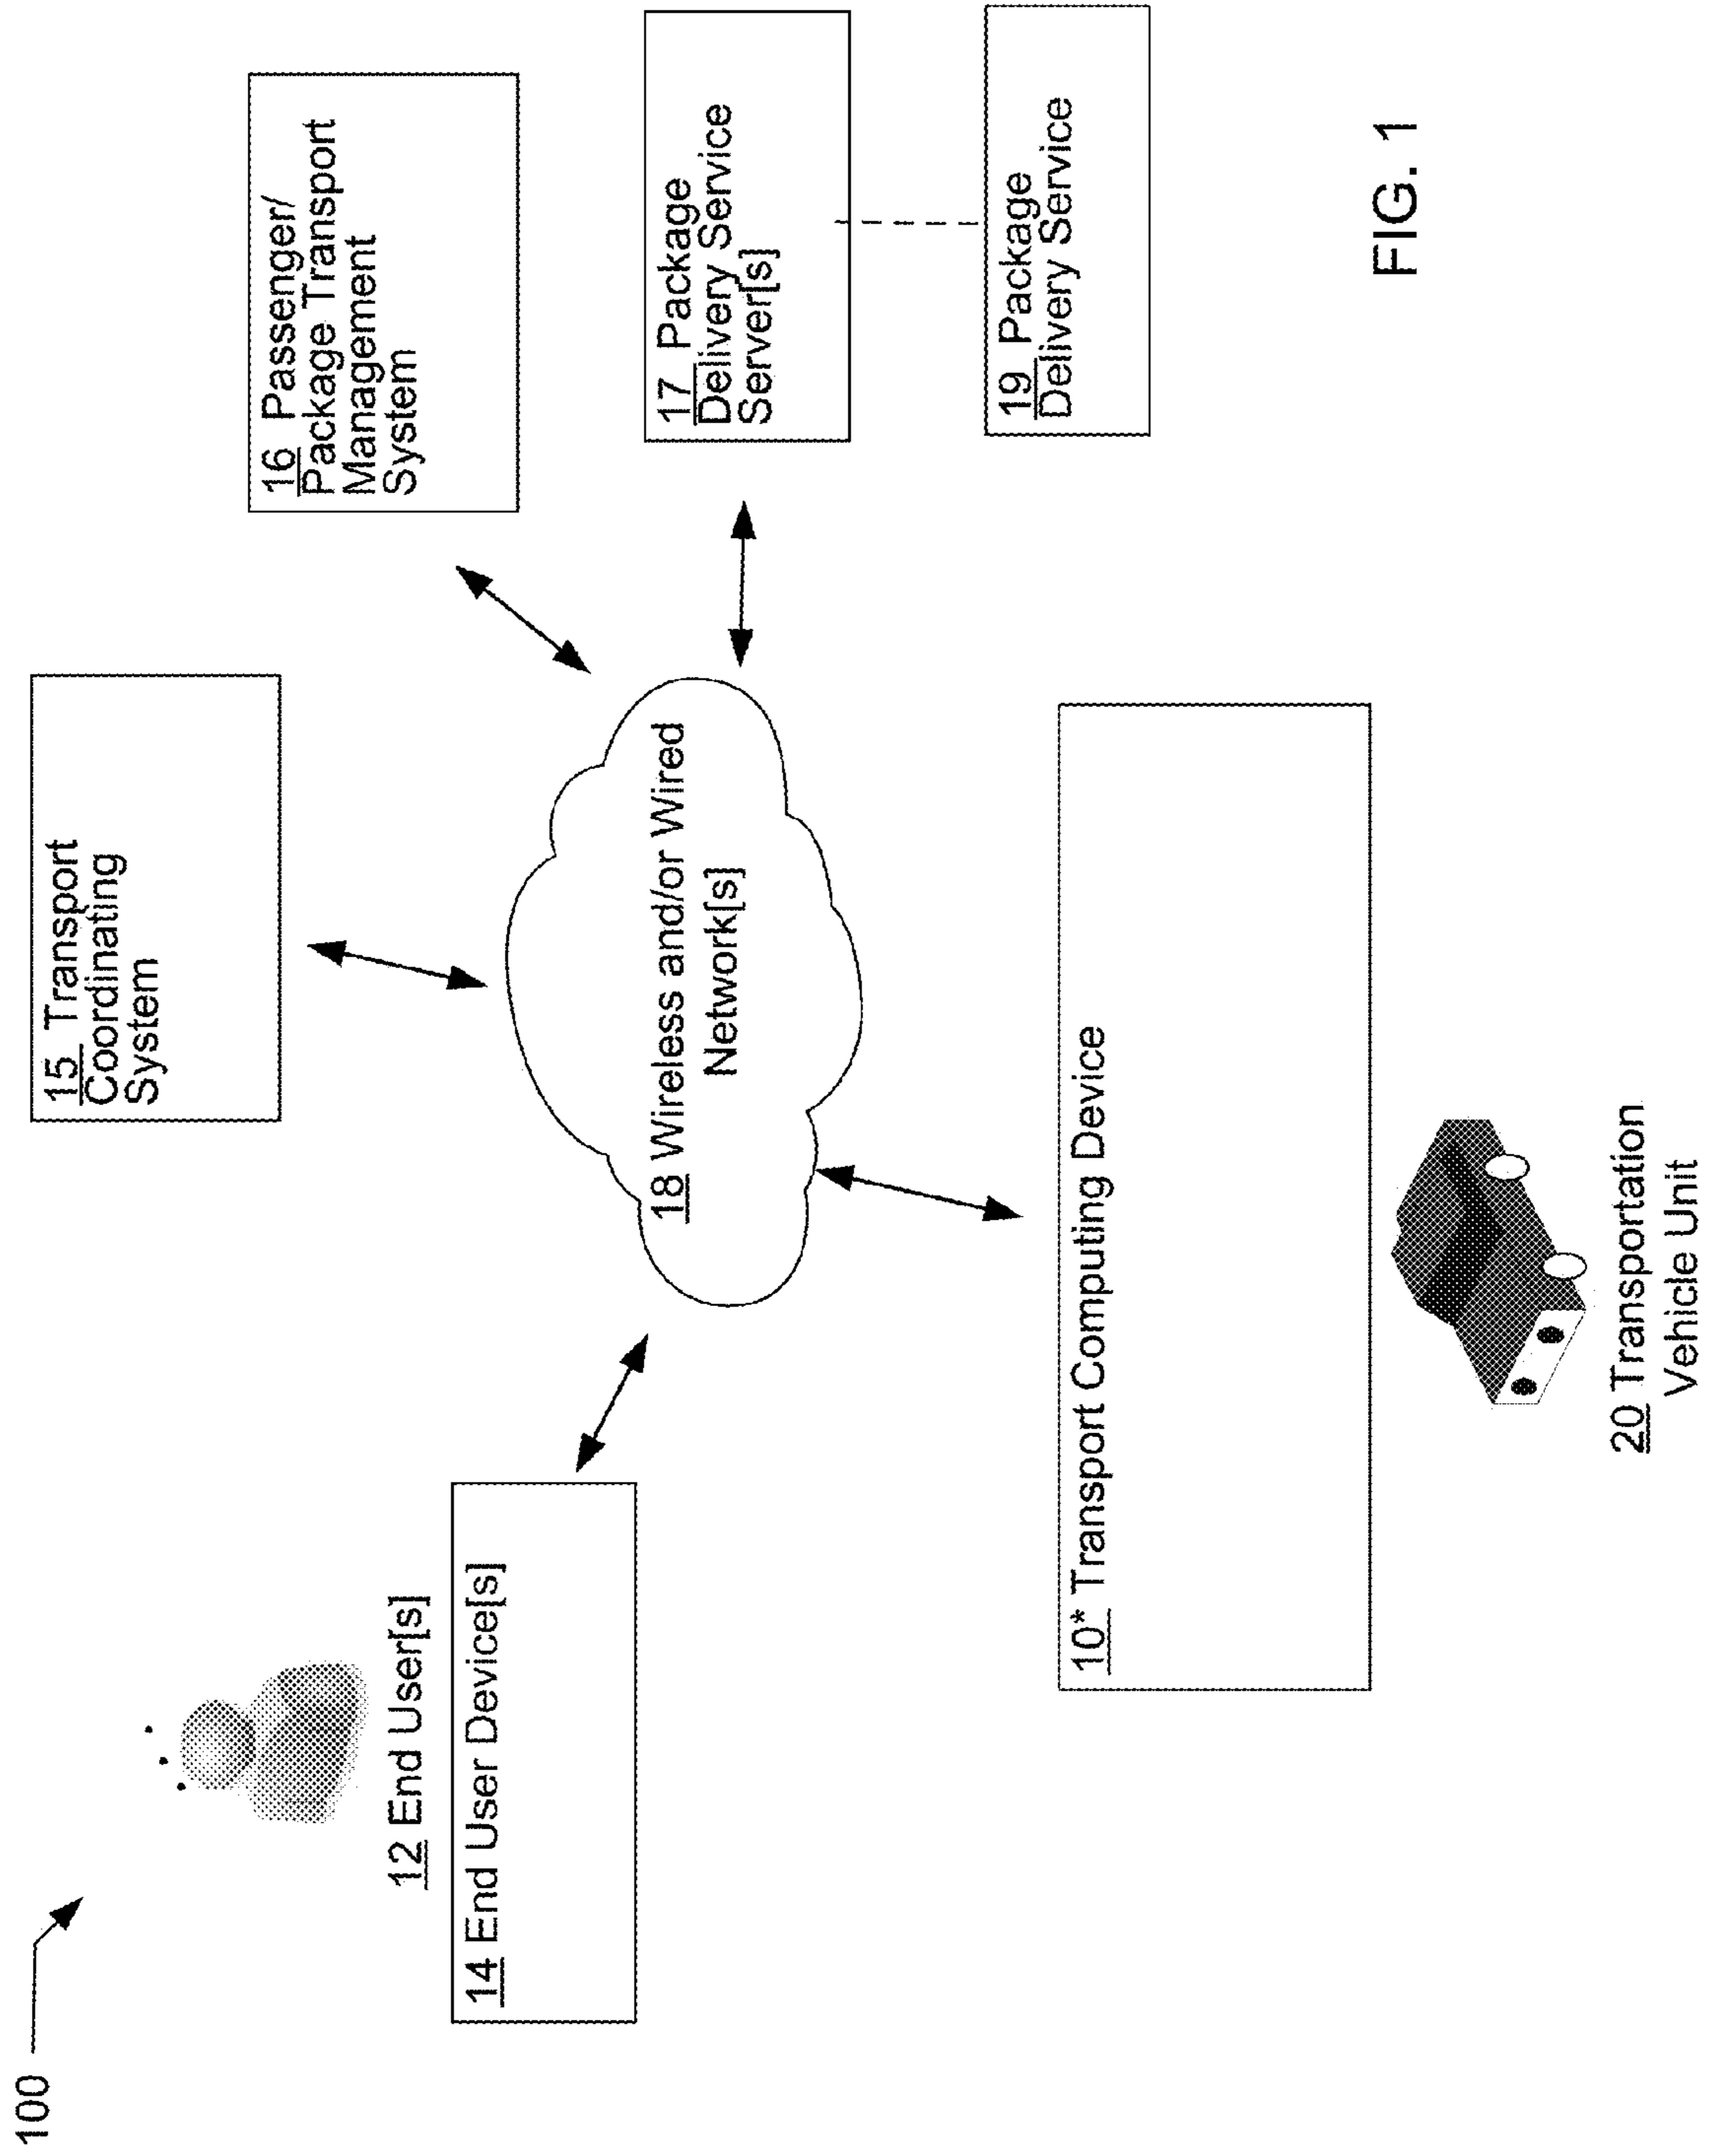 100
12 End User[s]
14 End User Device[s]
15 Transport
Coordinating
System
16 Passenger/
Package Transport
Management
System
18 Wireless and/or Wired
Network[s]
17 Package
Delivery Service
Server[s]
19 Package
Delivery Service
10* Transport Computing Device
20 Transportation
Vehicle Unit
FIG. 1